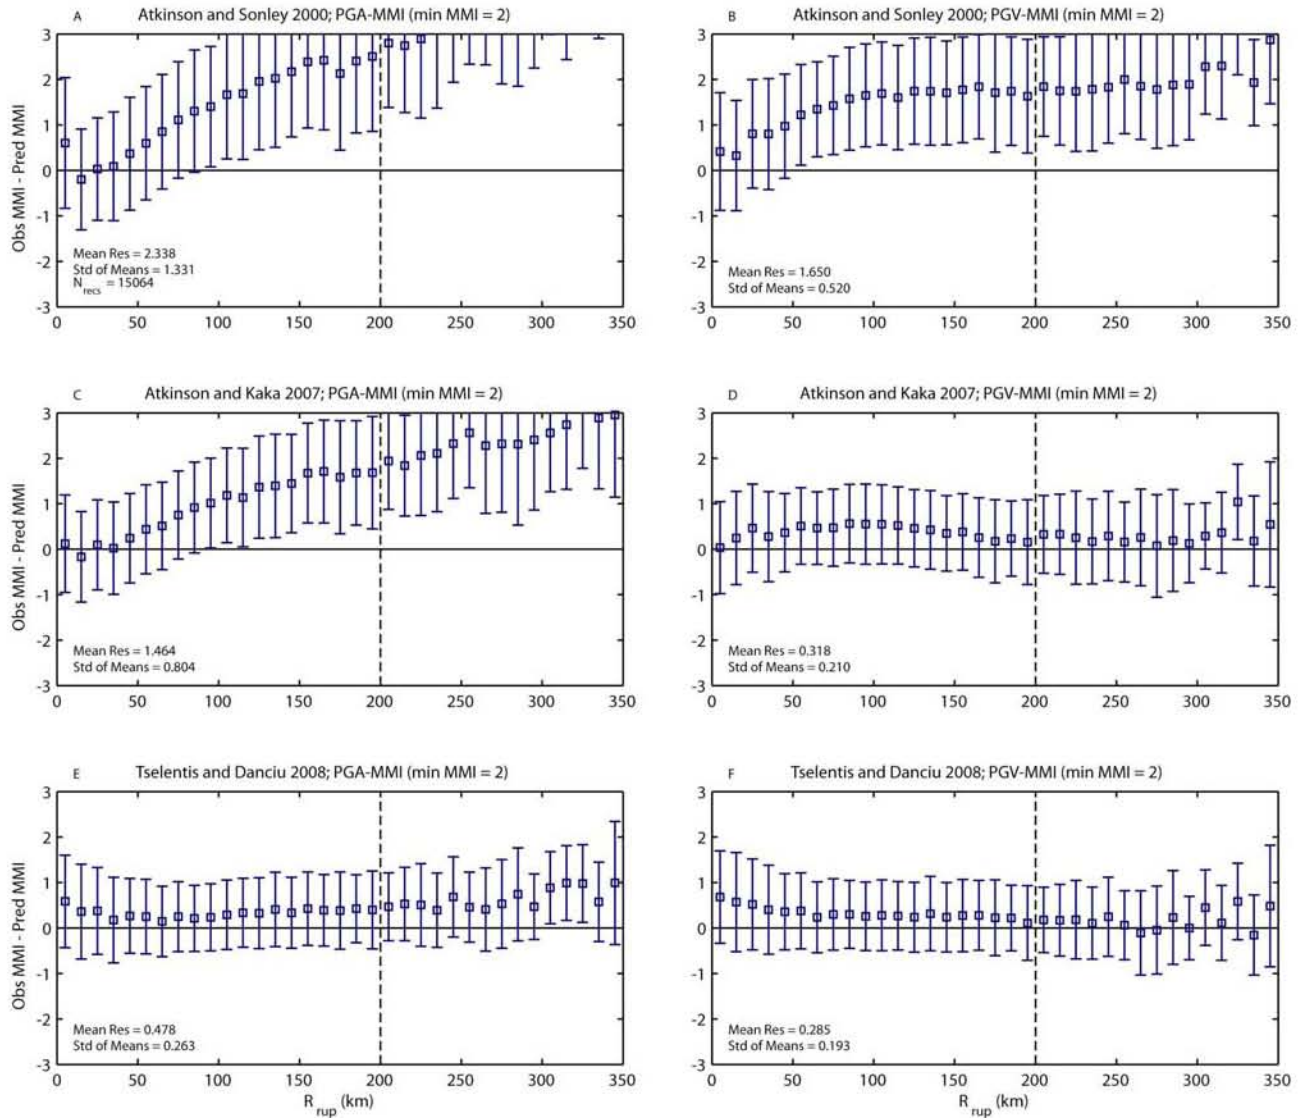 A Atkinson and Sonley 2000; PGA-MMI (min MMI = 2)
3
2
1
0
-1
-2
-3
Obs MMI - Pred MMI
Mean Res = 2.338
Std of Means = 1.331
Nrecs = 15064
0 50 100 150 200 250 300 350
B Atkinson and Sonley 2000; PGV-MMI (min MMI = 2)
3
2
1
0
-1
-2
-3
Mean Res = 1.650
Std of Means = 0.520
0 50 100 150 200 250 300 350
C Atkinson and Kaka 2007; PGA-MMI (min MMI = 2)
3
2
1
0
-1
-2
-3
Obs MMI - Pred MMI
Mean Res = 1.464
Std of Means = 0.804
0 50 100 150 200 250 300 350
D Atkinson and Kaka 2007; PGV-MMI (min MMI = 2)
3
2
1
0
-1
-2
-3
Mean Res = 0.318
Std of Means = 0.210
0 50 100 150 200 250 300 350
E Tselentis and Danciu 2008; PGA-MMI (min MMI = 2)
3
2
1
0
-1
-2
-3
Obs MMI - Pred MMI
Mean Res = 0.478
Std of Means = 0.263
0 50 100 150 200 250 300 350
Rrup (km)
F Tselentis and Danciu 2008; PGV-MMI (min MMI = 2)
3
2
1
0
-1
-2
-3
Mean Res = 0.285
Std of Means = 0.193
0 50 100 150 200 250 300 350
Rrup (km)